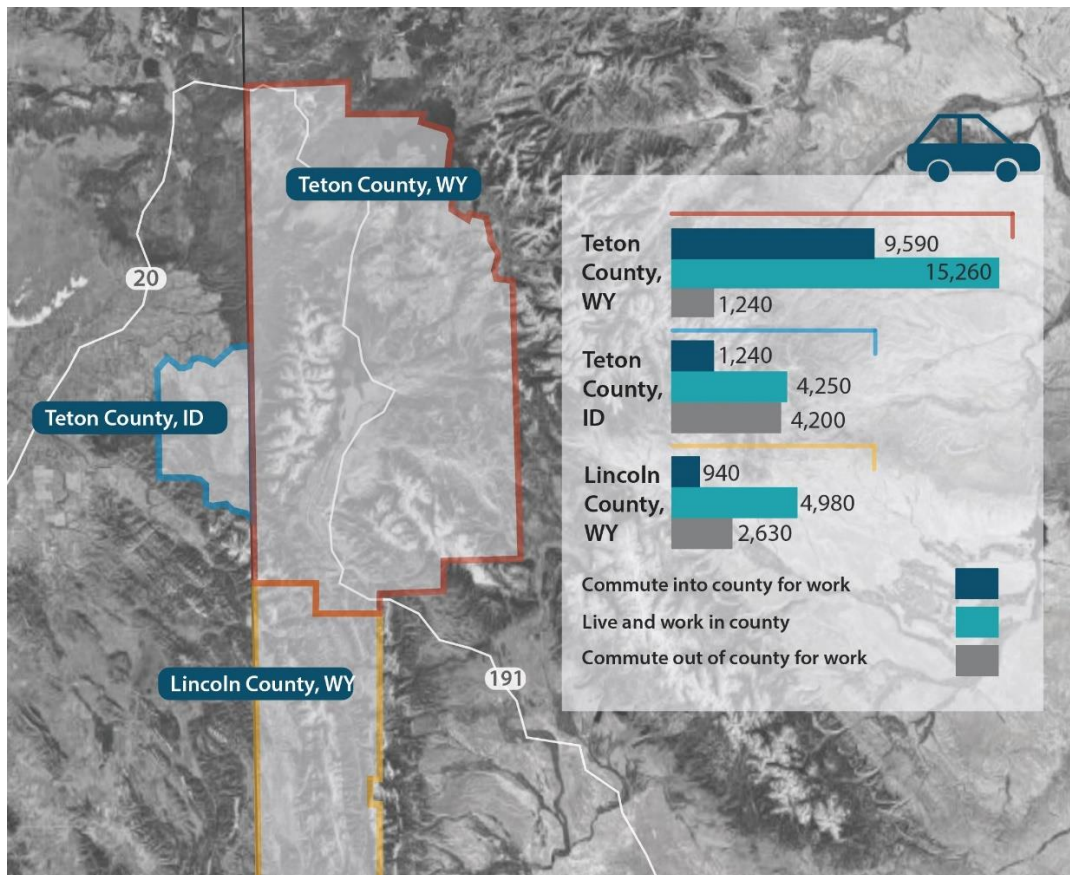 Teton County, WY
20
Teton County, ID
Lincoln County, WY
191
Teton
County,
WY
9,590
15,260
1,240
Teton
County,
ID
1,240
4,250
4,200
Lincoln
County,
WY
940
4,980
2,630
Commute into county for work
Live and work in county
Commute out of county for work